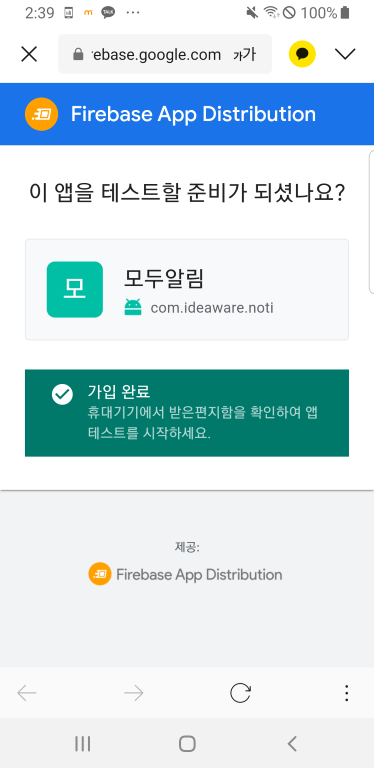 2:39 m TALK ··· 100%
rebase.google.com 가가
Firebase App Distribution
이 앱을 테스트할 준비가 되셨나요?
모
모두알림
com.ideaware.noti
가입 완료
휴대기기에서 받은편지함을 확인하여 앱
테스트를 시작하세요.
제공:
Firebase App Distribution